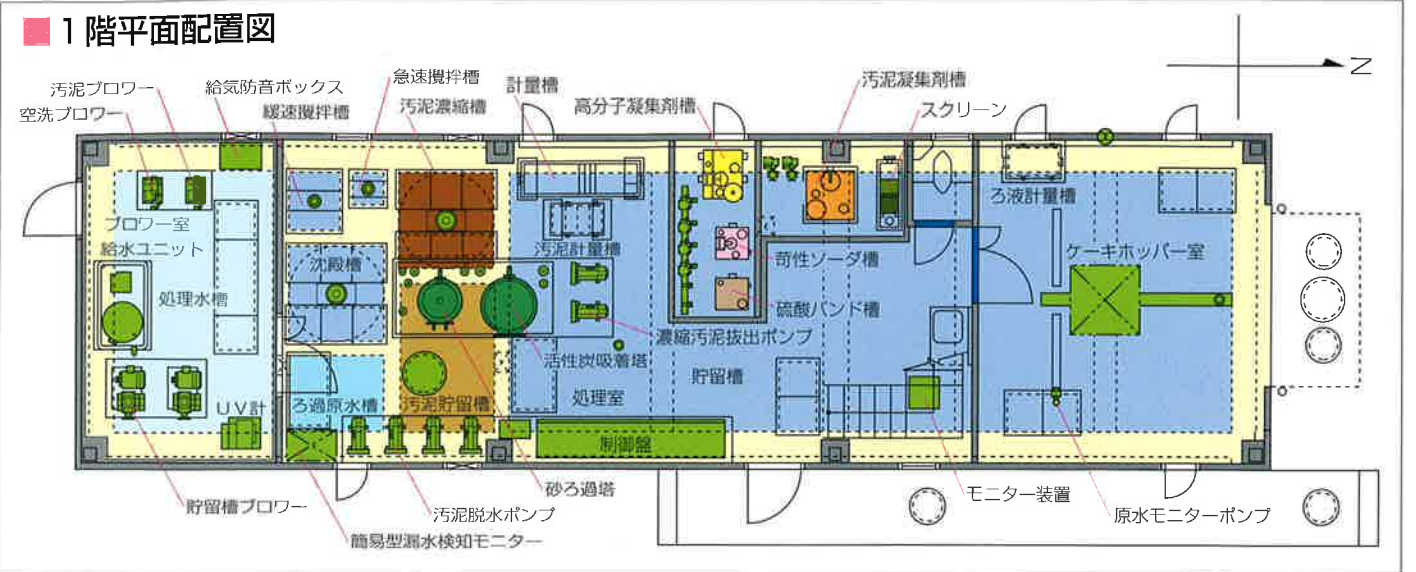 1階平面配置図
N
汚泥ブロワー
空洗ブロワー
給気防音ボックス
緩速攪拌槽
急速攪拌槽
汚泥濃縮槽
計量槽
高分子凝集剤槽
汚泥凝集剤槽
スクリーン
ブロワー室
給水ユニット
処理水槽
沈殿槽
汚泥計量槽
苛性ソーダ槽
硫酸バンド槽
ろ液計量槽
ケーキホッパー室
濃縮汚泥抜出ポンプ
活性炭吸着塔
貯留槽
処理室
UV計
ろ過原水槽
汚泥貯留槽
制御盤
貯留槽ブロワー
簡易型漏水検知モニター
汚泥脱水ポンプ
砂ろ過塔
モニター装置
原水モニターポンプ